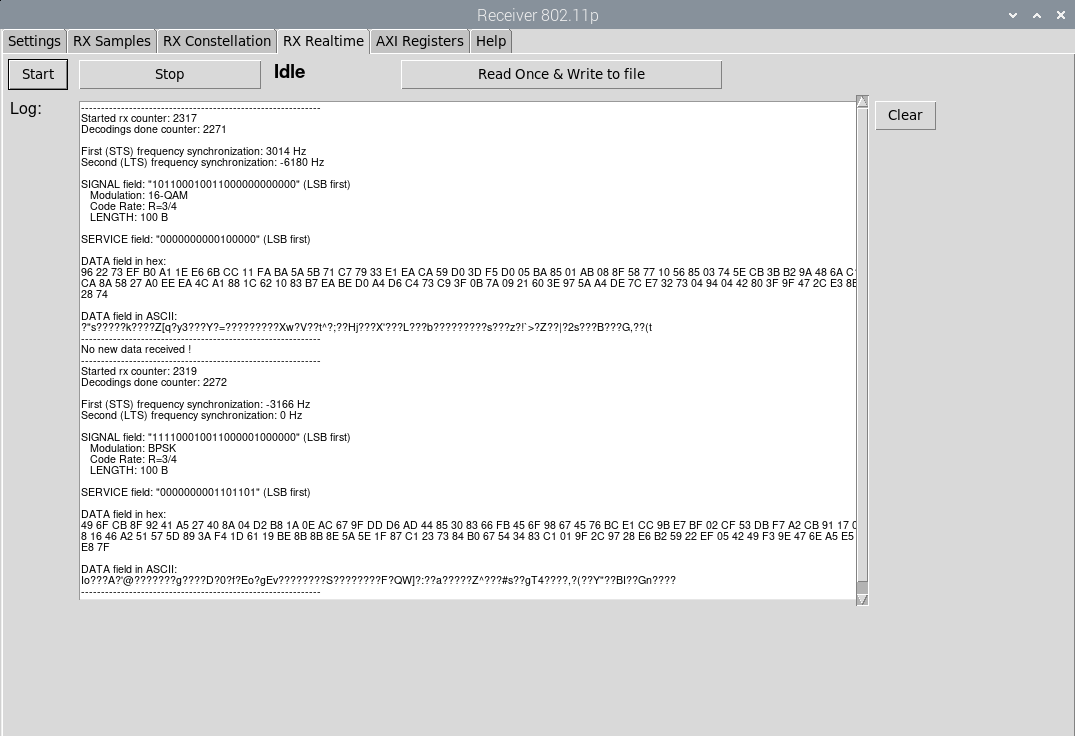 Receiver 802.11p
Settings RX Samples RX Constellation RX Realtime AXI Registers Help
Start Stop Idle Read Once & Write to file
Log: Clear
------------------------------------------------------------
Started rx counter: 2317
Decodings done counter: 2271
First (STS) frequency synchronization: 3014 Hz
Second (LTS) frequency synchronization: -6180 Hz
SIGNAL field: "101100010011000000000000" (LSB first)
Modulation: 16-QAM
Code Rate: R=3/4
LENGTH: 100 B
SERVICE field: "0000000000100000" (LSB first)
DATA field in hex:
96 22 73 EF B0 A1 1E E6 6B CC 11 FA BA 5A 5B 71 C7 79 33 E1 EA CA 59 D0 3D F5 D0 05 BA 85 01 AB 08 8F 58 77 10 56 85 03 74 5E CB 3B B2 9A 48 6A
CA 8A 58 27 A0 EE EA 4C A1 88 1C 62 10 83 B7 EA BE D0 A4 D6 C4 73 C9 3F 0B 7A 09 21 60 3E 97 5A A4 DE 7C E7 32 73 04 94 04 42 80 3F 9F 47 2C E3
28 74
DATA field in ASCII:
?"s?????k????Z[q?y3???Y?=?????????Xw?V??t^?;??Hj???X'???L???b?????????s???z?!`>?Z??|?2s???B???G,??(t
------------------------------------------------------------
No new data received !
------------------------------------------------------------
Started rx counter: 2319
Decodings done counter: 2272
First (STS) frequency synchronization: -3166 Hz
Second (LTS) frequency synchronization: 0 Hz
SIGNAL field: "111100010011000001000000" (LSB first)
Modulation: BPSK
Code Rate: R=3/4
LENGTH: 100 B
SERVICE field: "0000000001101101" (LSB first)
DATA field in hex:
49 6F CB 8F 92 41 A5 27 40 8A 04 D2 B8 1A 0E AC 67 9F DD D6 AD 44 85 30 83 66 FB 45 6F 98 67 45 76 BC E1 CC 9B E7 BF 02 CF 53 DB F7 A2 CB 91 17
8 16 46 A2 51 57 5D 89 3A F4 1D 61 19 BE 8B 8B 8E 5A 5E 1F 87 C1 23 73 84 B0 67 54 34 83 C1 01 9F 2C 97 28 E6 B2 59 22 EF 05 42 49 F3 9E 47 6E A5 E5
E8 7F
DATA field in ASCII:
Io???A?'@???????g????D?0?f?Eo?gEv????????S????????F?QW]?:??a?????Z^???#s??gT4????,?(??Y"??BI??Gn????
------------------------------------------------------------